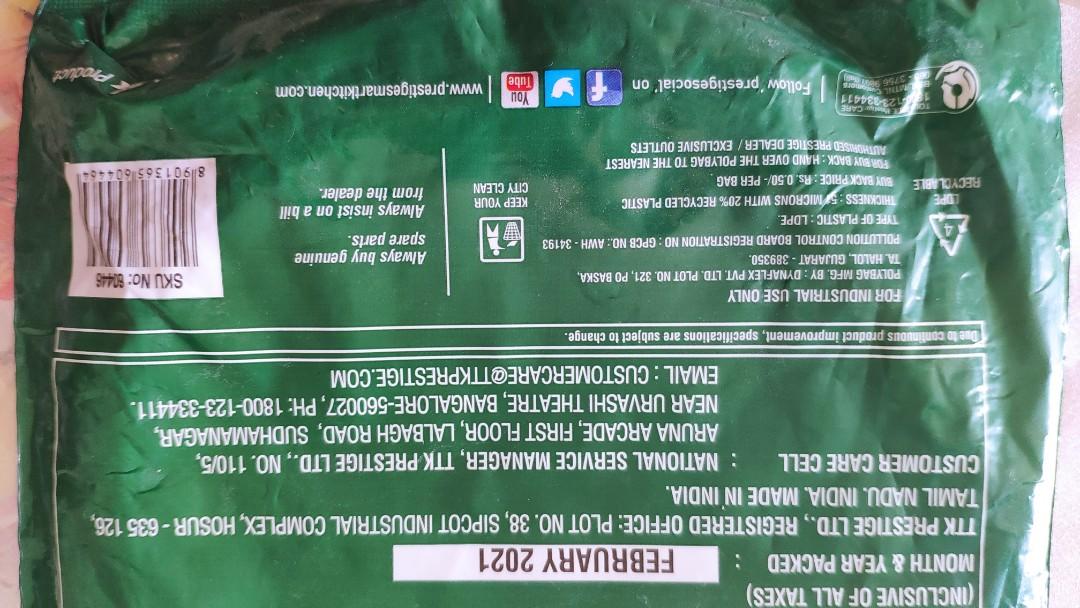 (INCLUSIVE OF ALL TAXES)
MONTH & YEAR PACKED : FEBRUARY 2021
TTK PRESTIGE LTD., REGISTERED OFFICE: PLOT NO. 38, SIPCOT INDUSTRIAL COMPLEX, HOSUR - 635 126,
TAMIL NADU. INDIA. MADE IN INDIA.
CUSTOMER CARE CELL : NATIONAL SERVICE MANAGER, TTK PRESTIGE LTD., NO. 110/5,
ARUNA ARCADE, FIRST FLOOR, LALBAGH ROAD, SUDHAMANAGAR,
NEAR URVASHI THEATRE, BANGALORE-560027, PH: 1800-123-334411.
EMAIL : CUSTOMERCARE@TTKPRESTIGE.COM
Due to continuous product improvement, specifications are subject to change.
FOR INDUSTRIAL USE ONLY
POLYBAG MFG. BY : DYNAFLEX PVT. LTD. PLOT NO. 321, PO BASKA,
TA. HALOL, GUJARAT - 389350.
POLLUTION CONTROL BOARD REGISTRATION NO : GPCB NO.: AWH - 34193
TYPE OF PLASTIC : LDPE.
THICKNESS : 51 MICRONS WITH 20% RECYCLED PLASTIC
BUY BACK PRICE : Rs. 0.50/- PER BAG
FOR BUY BACK : HAND OVER THE POLYBAG TO THE NEAREST
AUTHORISED PRESTIGE DEALER / EXCLUSIVE OUTLETS
4
LDPE
RECYCLABLE
KEEP YOUR
CITY CLEAN
Always buy genuine
spare parts.
Always insist on a bill
from the dealer.
SKU No: 60446
8 901365 604464
CARE
123-334411
Follow 'prestigesocial' on f You Tube | www.prestigesmartkitchen.com
Product